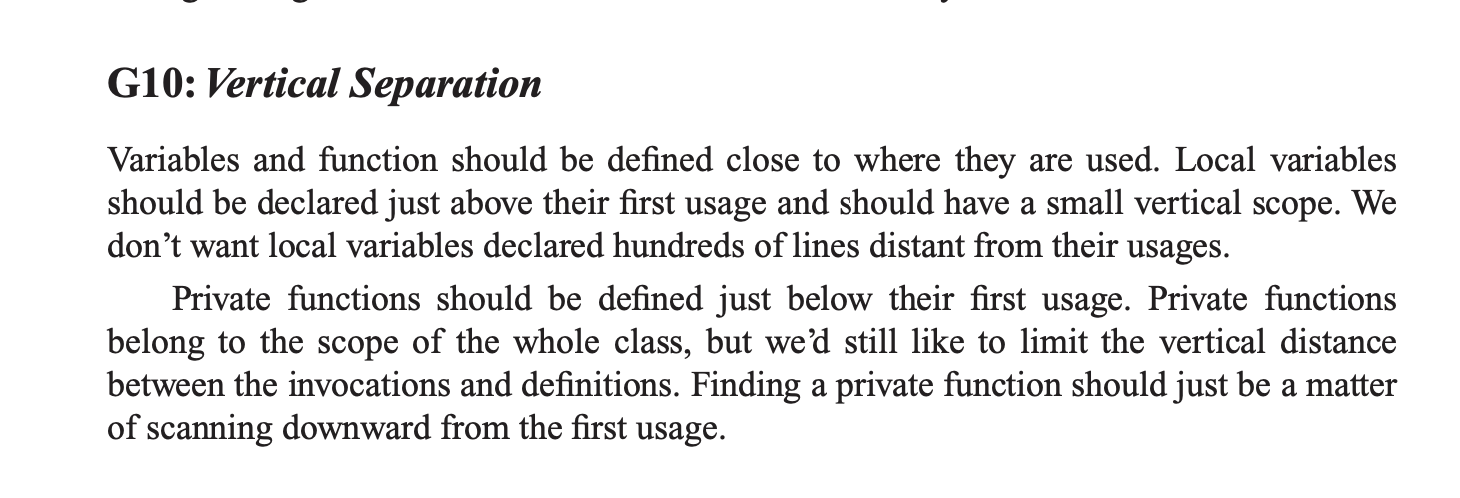 G10: Vertical Separation
Variables and function should be defined close to where they are used. Local variables
should be declared just above their first usage and should have a small vertical scope. We
don’t want local variables declared hundreds of lines distant from their usages.
Private functions should be defined just below their first usage. Private functions
belong to the scope of the whole class, but we’d still like to limit the vertical distance
between the invocations and definitions. Finding a private function should just be a matter
of scanning downward from the first usage.